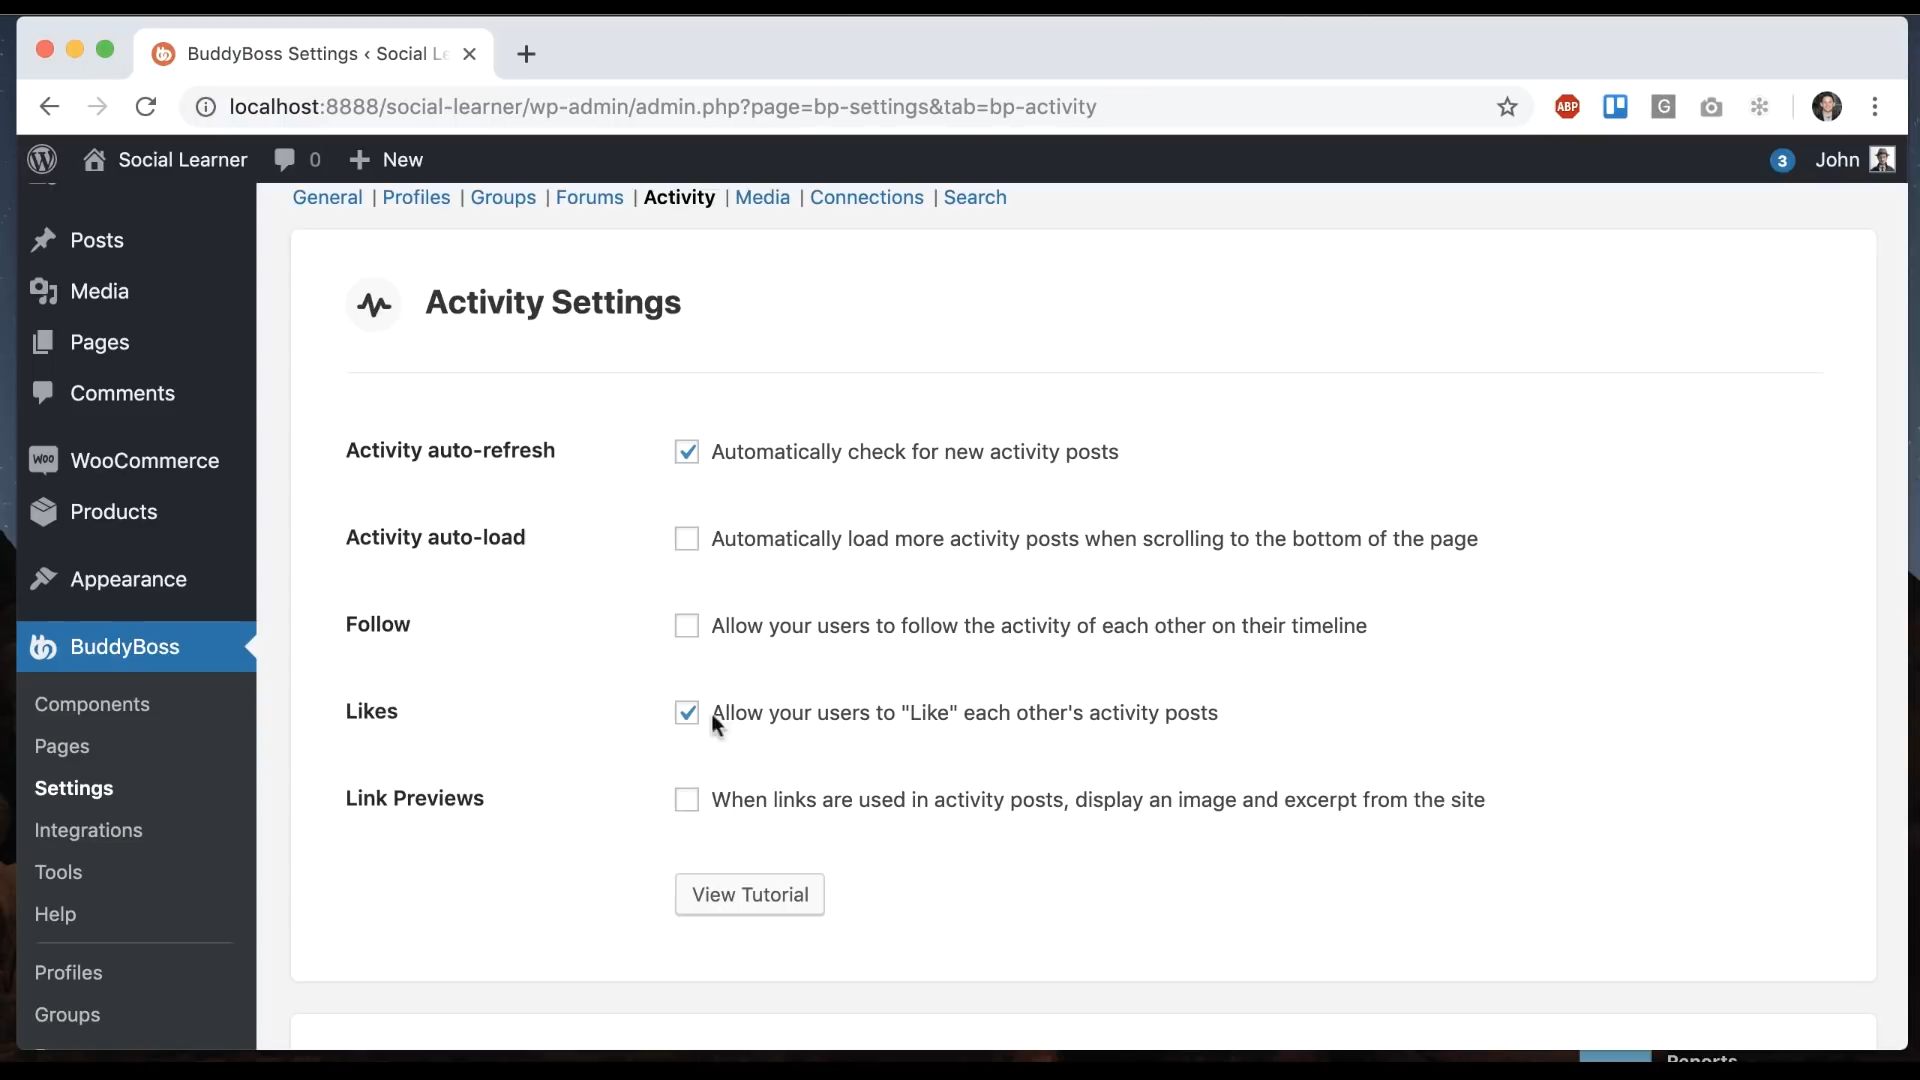 BuddyBoss Settings ‹ Social Le
localhost:8888/social-learner/wp-admin/admin.php?page=bp-settings&tab=bp-activity
ABP
G
Social Learner 0 New
3 John
General | Profiles | Groups | Forums | Activity | Media | Connections | Search
Posts
Media
Pages
Comments
WOO WooCommerce
Products
Appearance
BuddyBoss
Components
Pages
Settings
Integrations
Tools
Help
Profiles
Groups
Activity Settings
Activity auto-refresh Automatically check for new activity posts
Activity auto-load Automatically load more activity posts when scrolling to the bottom of the page
Follow Allow your users to follow the activity of each other on their timeline
Likes Allow your users to "Like" each other's activity posts
Link Previews When links are used in activity posts, display an image and excerpt from the site
View Tutorial
Reports